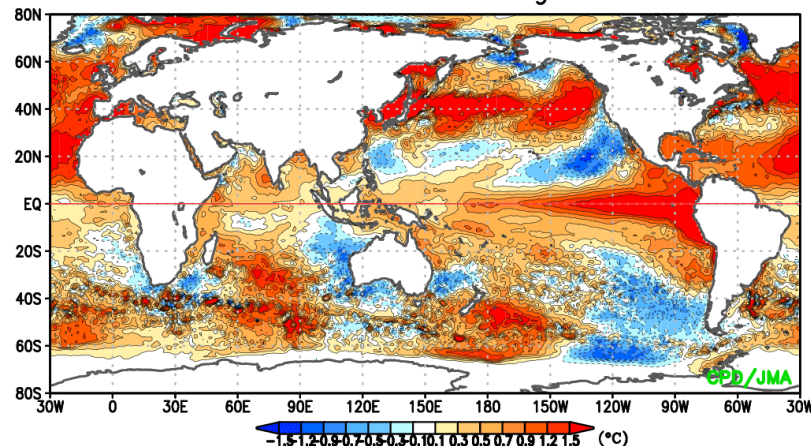 80N
60N
40N
20N
EQ
20S
40S
60S
80S
CPD/JMA
30W 0 30E 60E 90E 120E 150E 180 150W 120W 90W 60W 30W
-1.5-1.2-0.9-0.7-0.5-0.3-0.1 0.1 0.3 0.5 0.7 0.9 1.2 1.5 (°C)